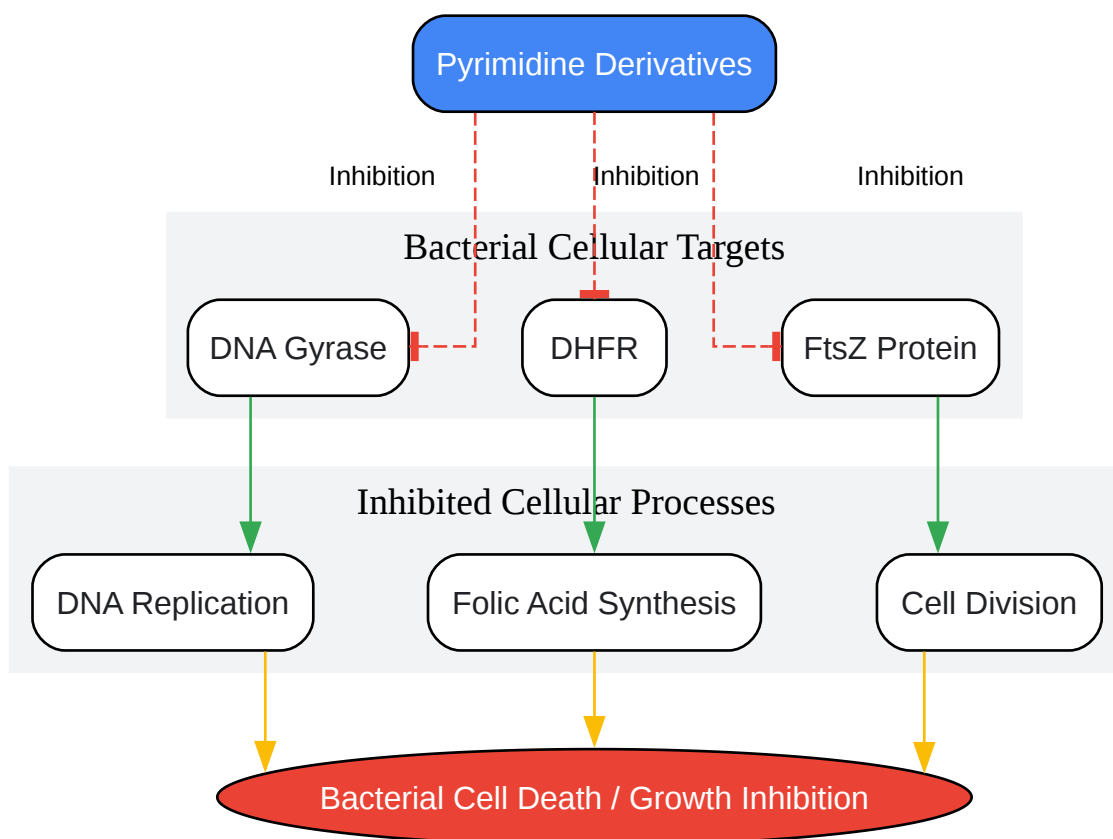 Pyrimidine Derivatives
Inhibition
Inhibition
Inhibition
Bacterial Cellular Targets
DNA Gyrase
DHFR
FtsZ Protein
Inhibited Cellular Processes
DNA Replication
Folic Acid Synthesis
Cell Division
Bacterial Cell Death / Growth Inhibition